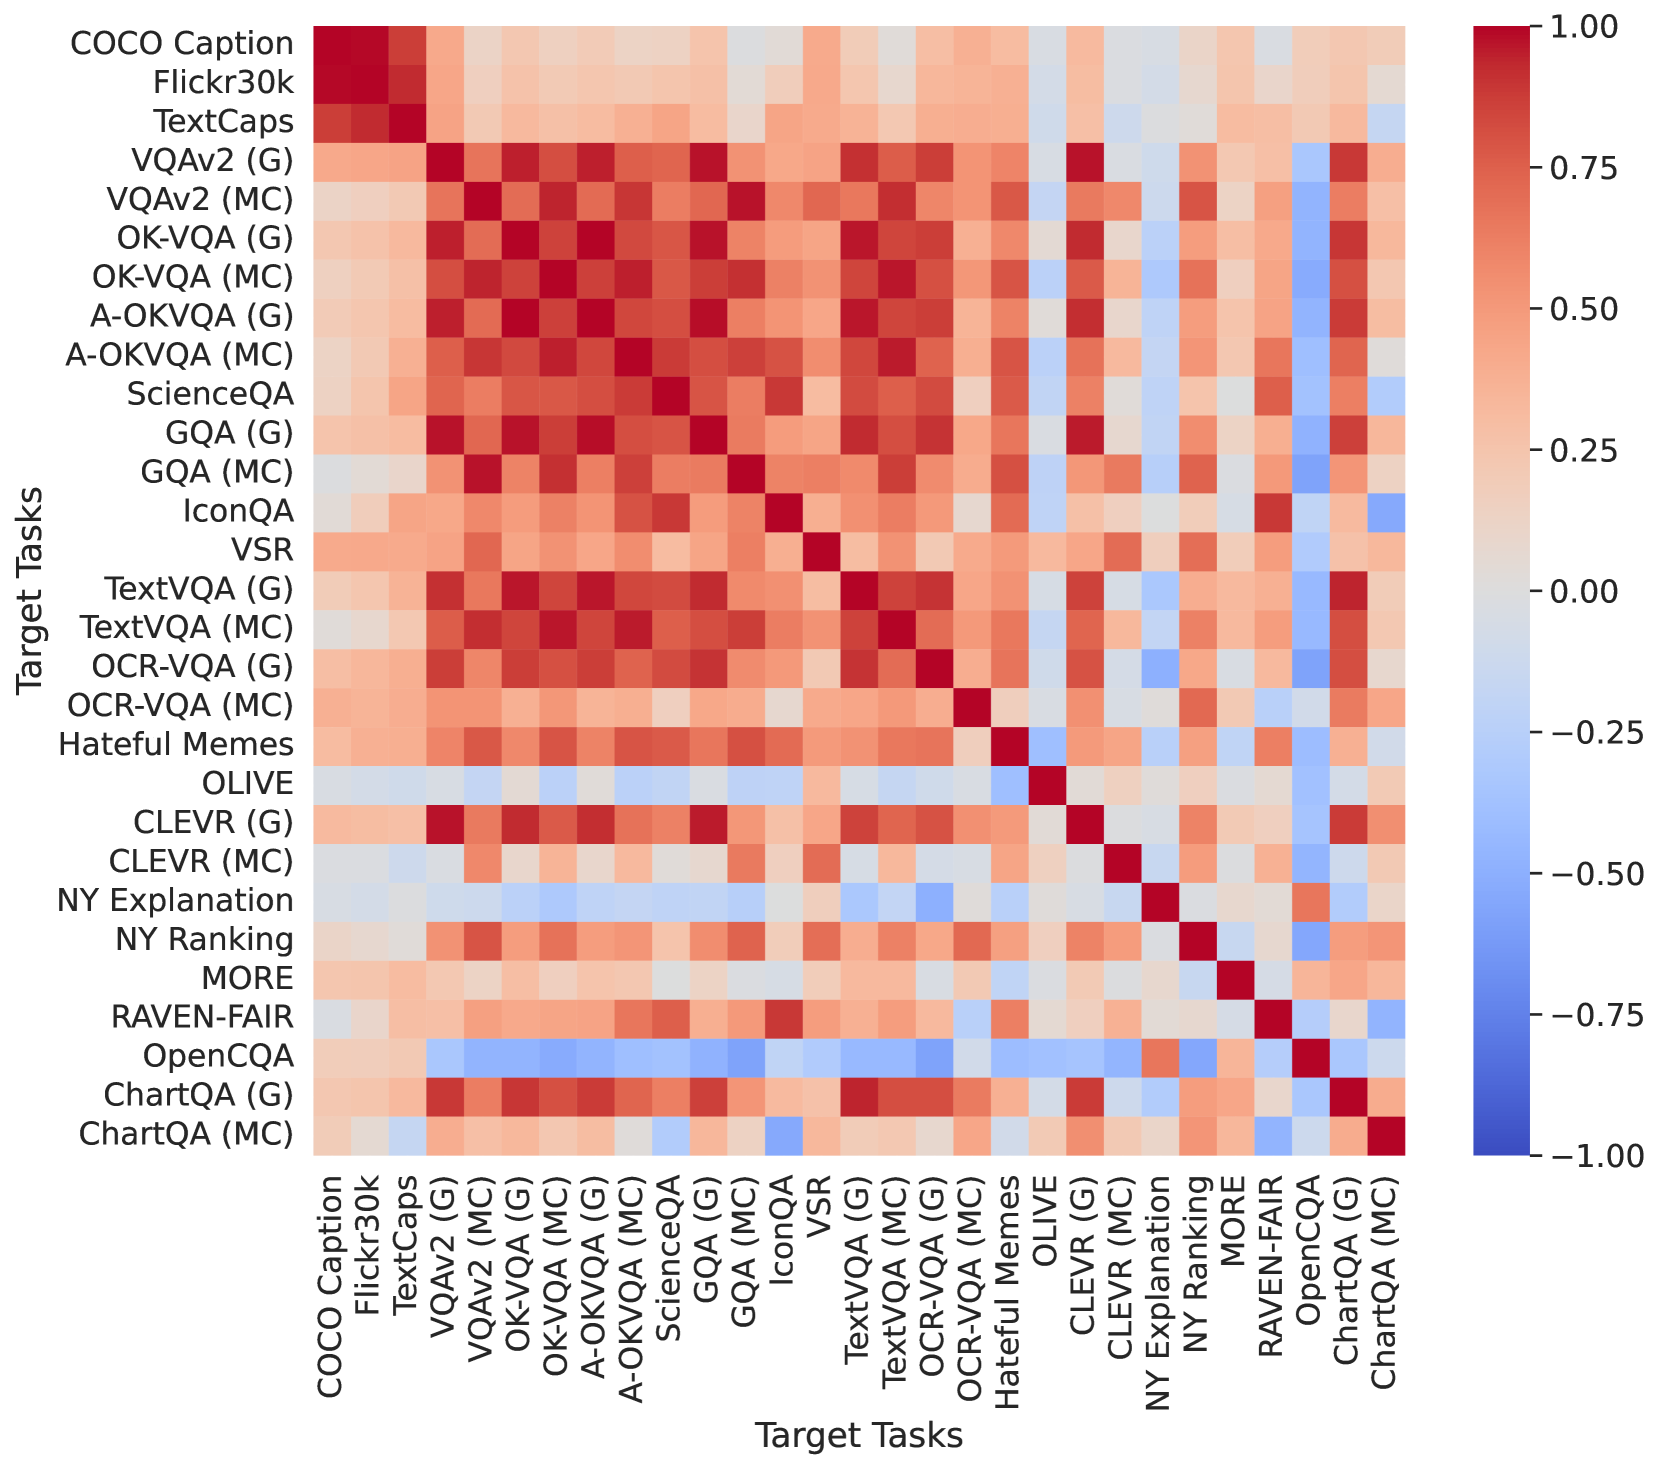 COCO Caption
Flickr30k
TextCaps
VQAv2 (G)
VQAv2 (MC)
OK-VQA (G)
OK-VQA (MC)
A-OKVQA (G)
A-OKVQA (MC)
ScienceQA
GQA (G)
GQA (MC)
IconQA
VSR
TextVQA (G)
TextVQA (MC)
OCR-VQA (G)
OCR-VQA (MC)
Hateful Memes
OLIVE
CLEVR (G)
CLEVR (MC)
NY Explanation
NY Ranking
MORE
RAVEN-FAIR
OpenCQA
ChartQA (G)
ChartQA (MC)
Target Tasks
COCO Caption
Flickr30k
TextCaps
VQAv2 (G)
VQAv2 (MC)
OK-VQA (G)
OK-VQA (MC)
A-OKVQA (G)
A-OKVQA (MC)
ScienceQA
GQA (G)
GQA (MC)
IconQA
VSR
TextVQA (G)
TextVQA (MC)
OCR-VQA (G)
OCR-VQA (MC)
Hateful Memes
OLIVE
CLEVR (G)
CLEVR (MC)
NY Explanation
NY Ranking
MORE
RAVEN-FAIR
OpenCQA
ChartQA (G)
ChartQA (MC)
Target Tasks
1.00
0.75
0.50
0.25
0.00
−0.25
−0.50
−0.75
−1.00